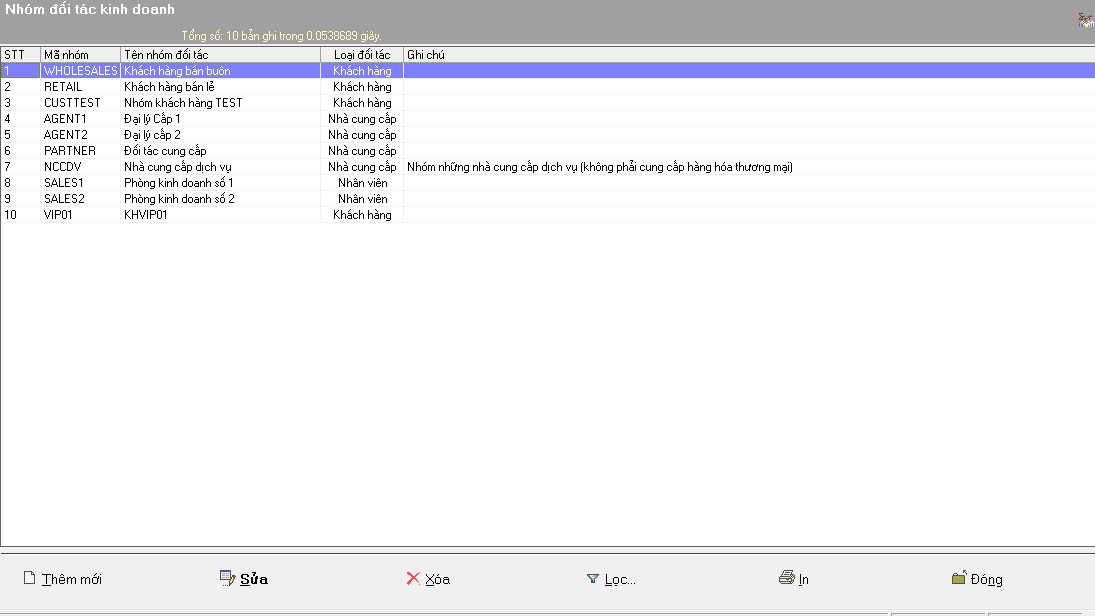 Nhóm đối tác kinh doanh
Tổng số: 10 bản ghi trong 0.0538689 giây.
STT Mã nhóm Tên nhóm đối tác Loại đối tác Ghi chú
1 WHOLESALES Khách hàng bán buôn Khách hàng
2 RETAIL Khách hàng bán lẻ Khách hàng
3 CUSTTEST Nhóm khách hàng TEST Khách hàng
4 AGENT1 Đại lý Cấp 1 Nhà cung cấp
5 AGENT2 Đại lý cấp 2 Nhà cung cấp
6 PARTNER Đối tác cung cấp Nhà cung cấp
7 NCCDV Nhà cung cấp dịch vụ Nhà cung cấp Nhóm những nhà cung cấp dịch vụ (không phải cung cấp hàng hóa thương mại)
8 SALES1 Phòng kinh doanh số 1 Nhân viên
9 SALES2 Phòng kinh doanh số 2 Nhân viên
10 VIP01 KHVIP01 Khách hàng
Thêm mới Sửa Xóa Lọc... In Đóng